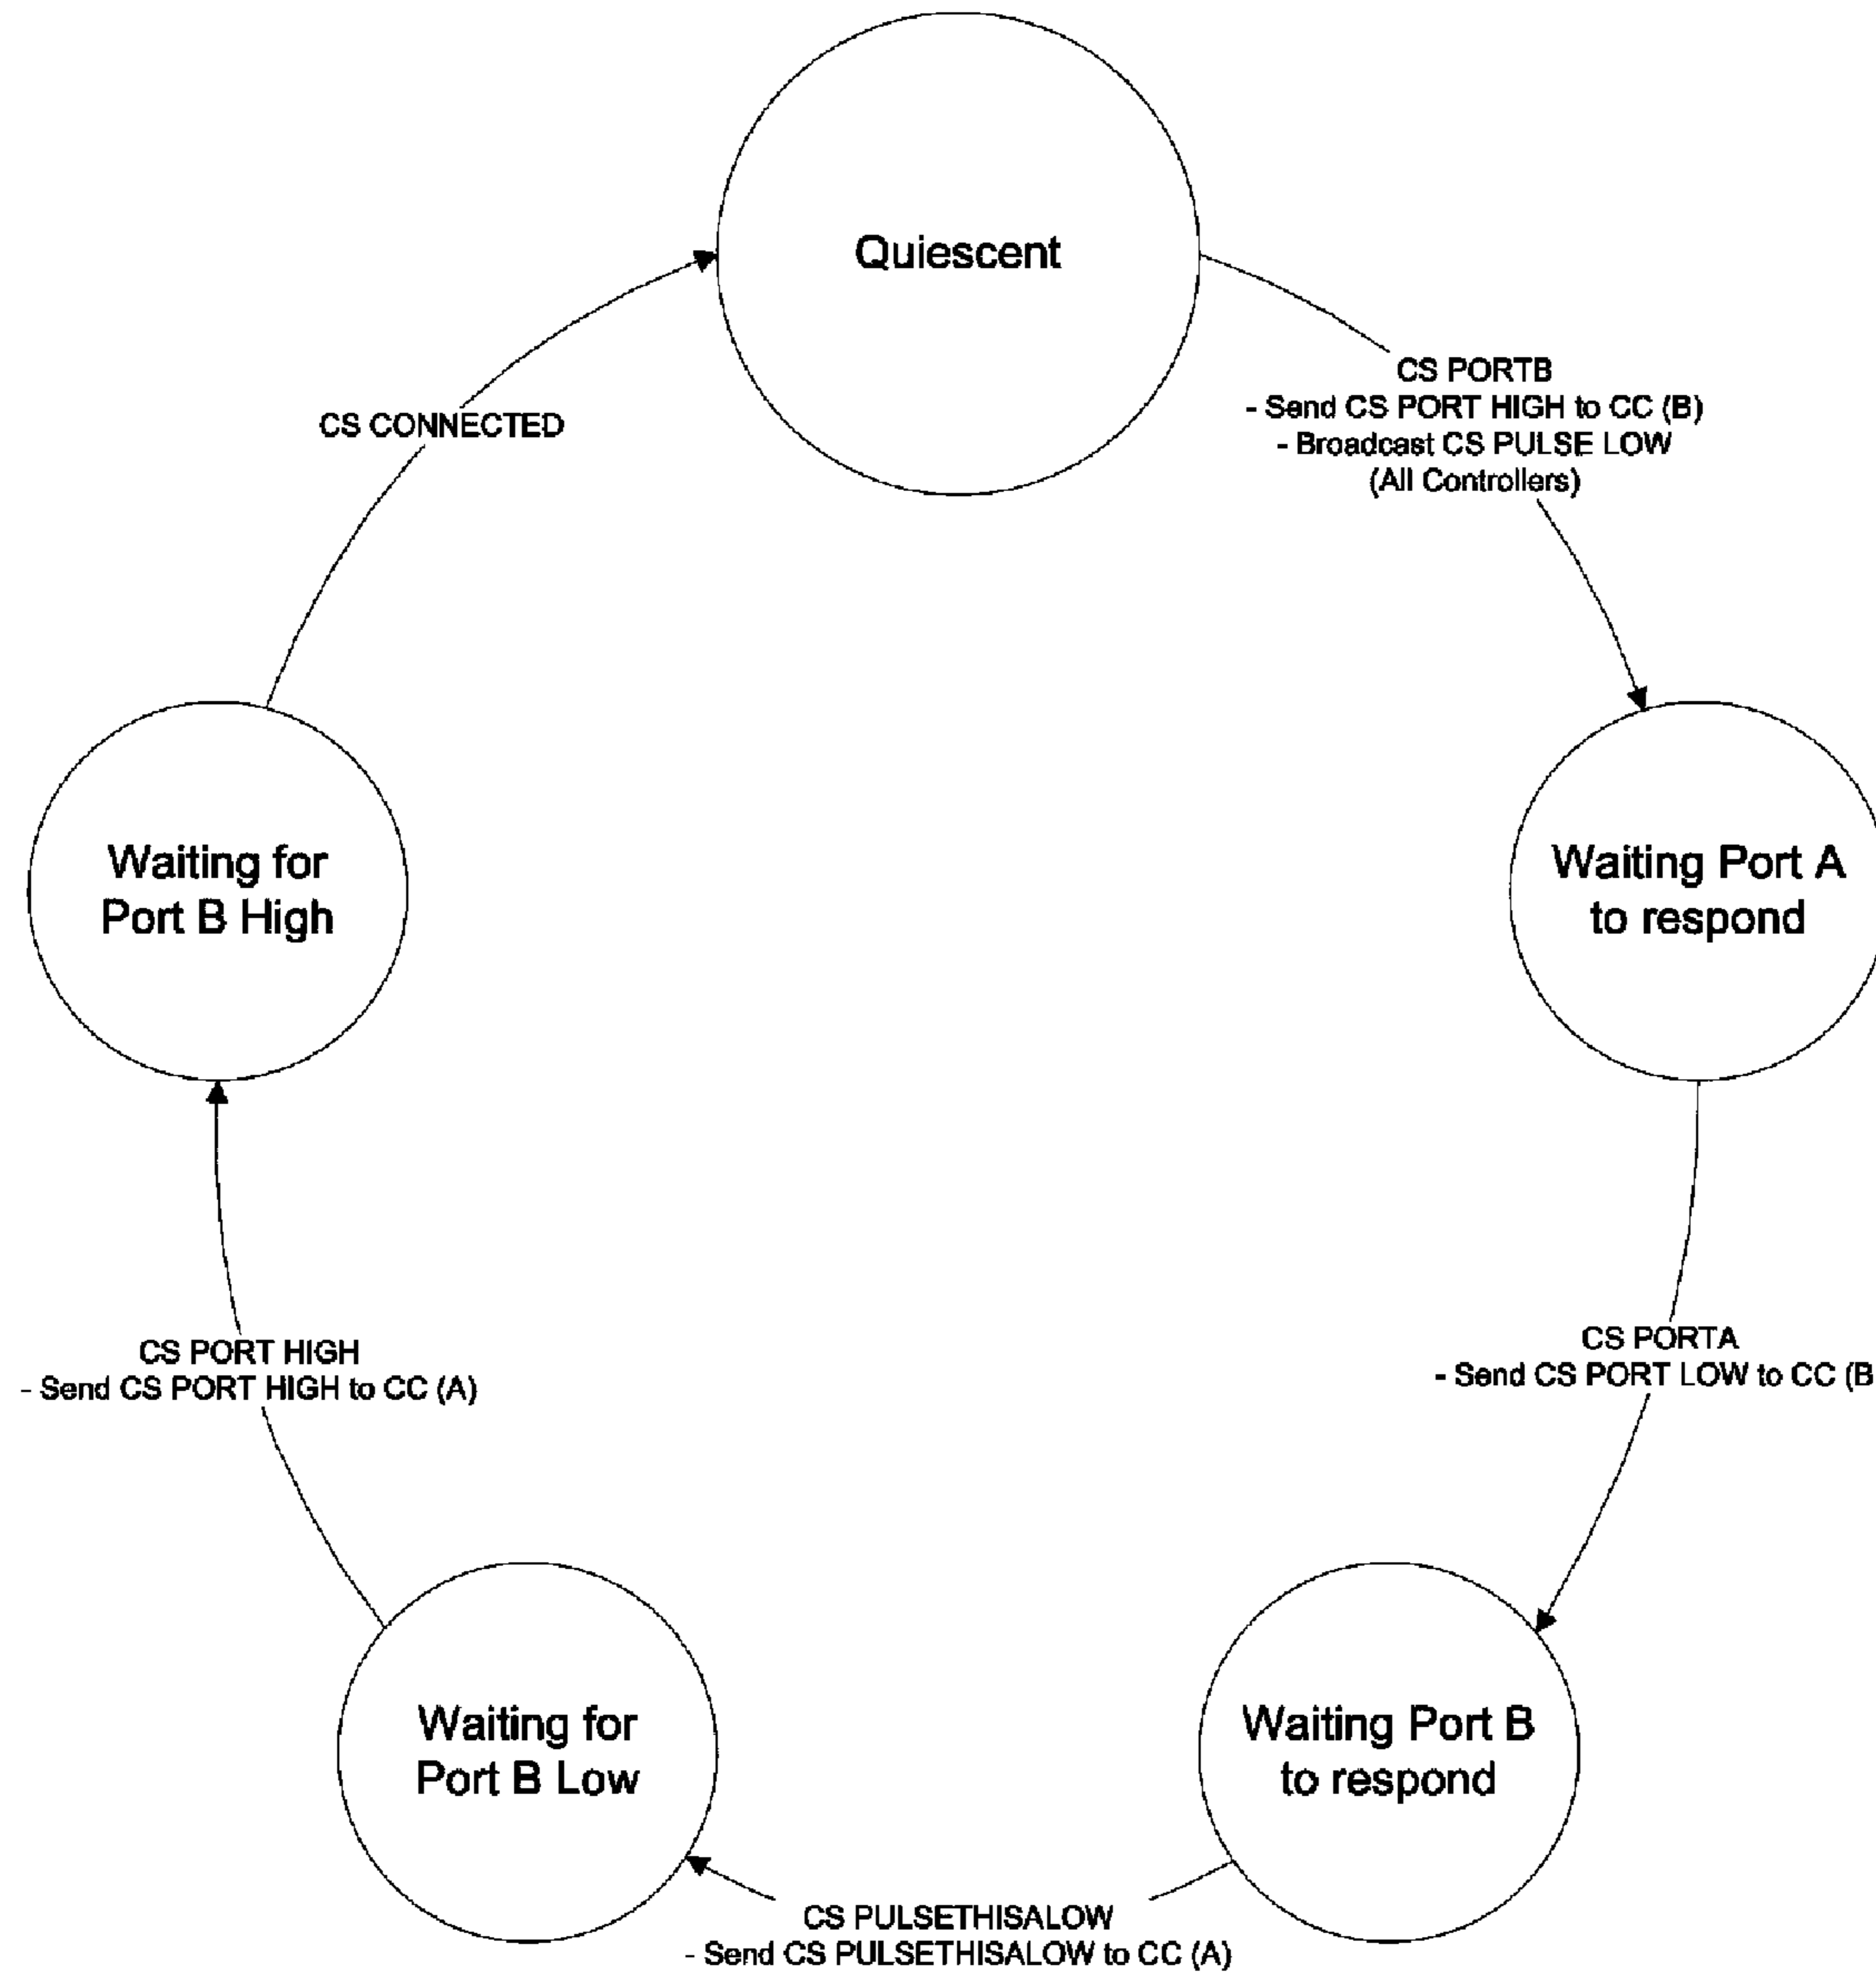 Quiescent
CS PORTB
- Send CS PORT HIGH to CC (B)
- Broadcast CS PULSE LOW
(All Controllers)
CS CONNECTED
Waiting for
Port B High
Waiting Port A
to respond
CS PORT HIGH
- Send CS PORT HIGH to CC (A)
CS PORTA
- Send CS PORT LOW to CC (B
Waiting for
Port B Low
Waiting Port B
to respond
CS PULSETHISALOW
- Send CS PULSETHISALOW to CC (A)